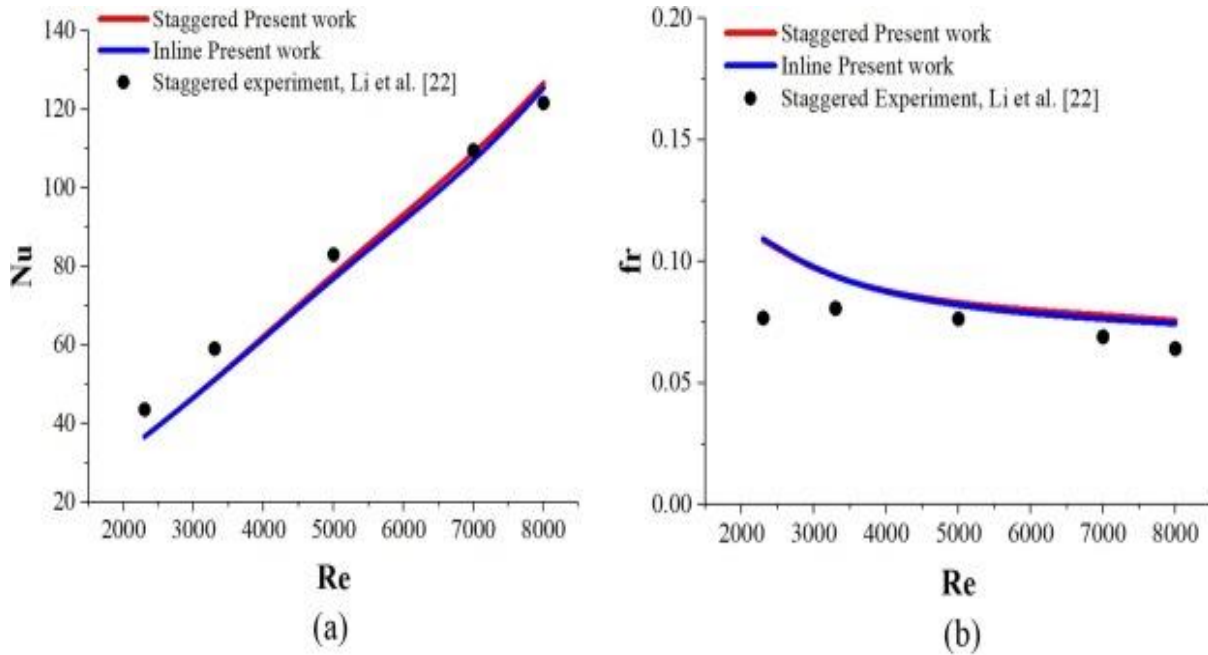 140
120
100
80
60
40
20
Nu
Staggered Present work
Inline Present work
Staggered experiment, Li et al. [22]
2000 3000 4000 5000 6000 7000 8000
Re
(a)
0.20
0.15
0.10
0.05
0.00
fr
Staggered Present work
Inline Present work
Staggered Experiment, Li et al. [22]
2000 3000 4000 5000 6000 7000 8000
Re
(b)